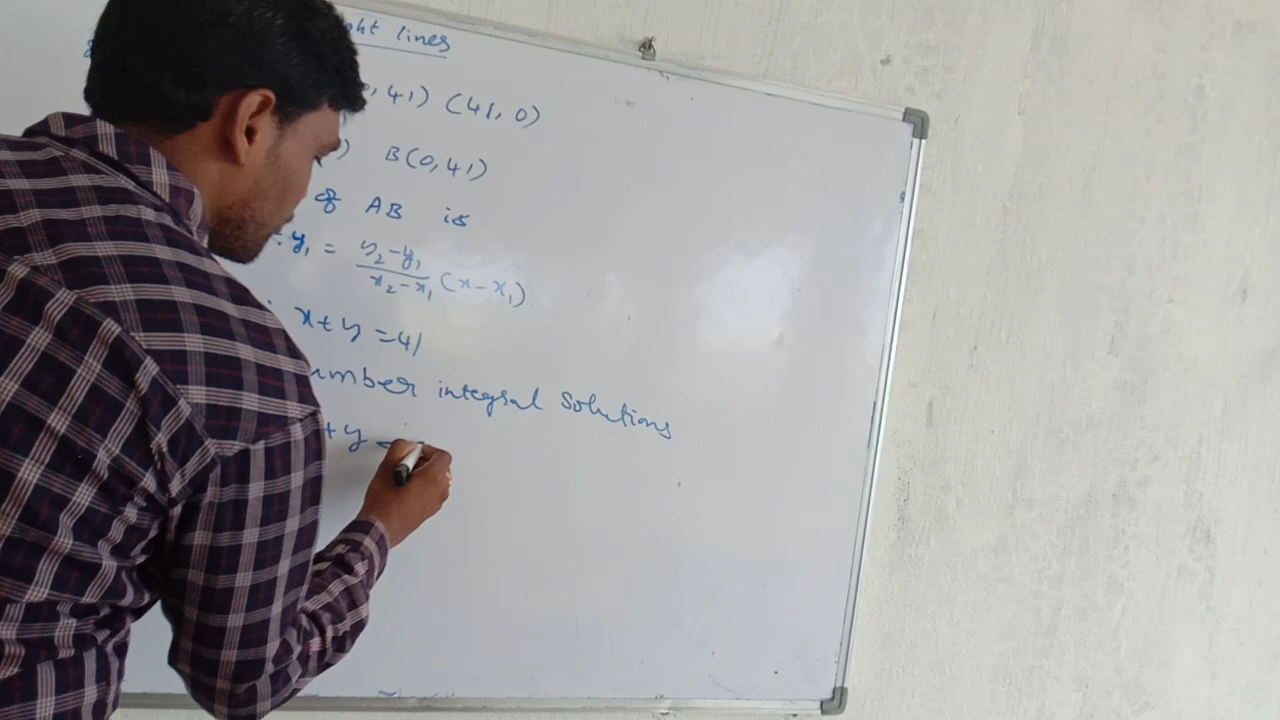 ght lines
, 41) (41, 0)
) B(0, 41)
of AB is
y₁ = y₂-y₁/x₂-x₁ (x-x₁)
x+y=41
umber integral Solutions
+ y =